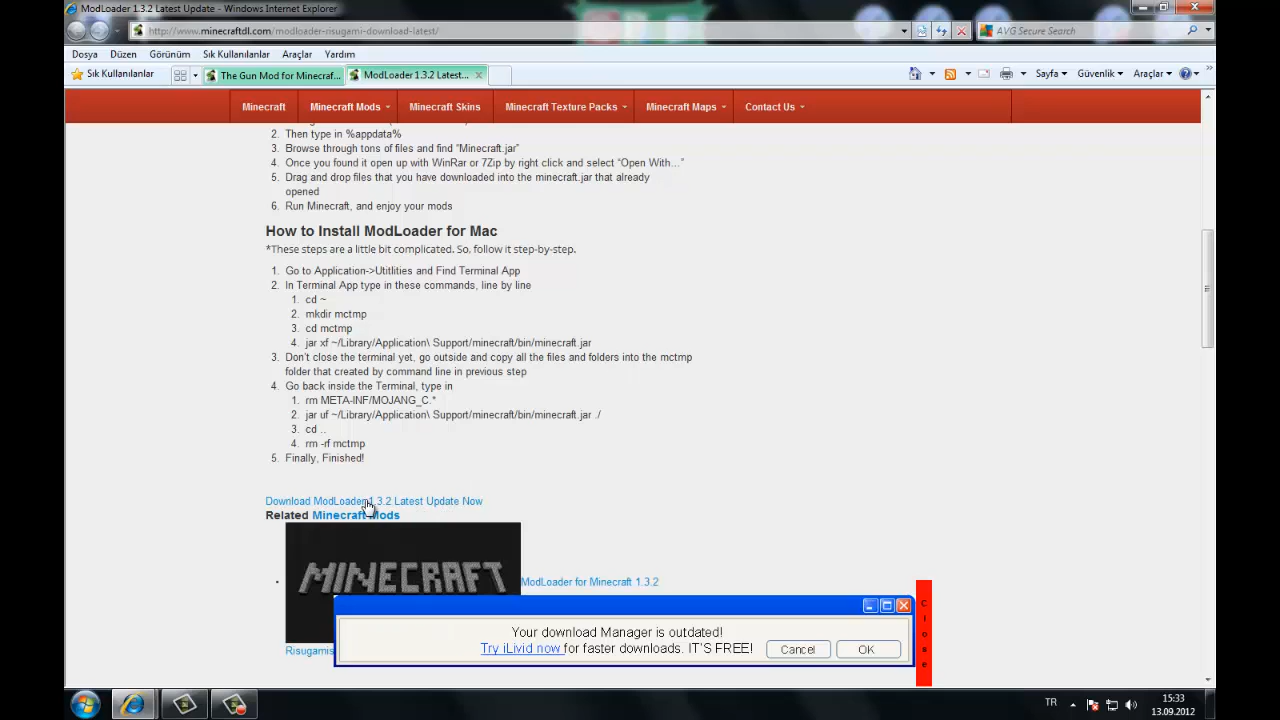 ModLoader 1.3.2 Latest Update - Windows Internet Explorer
http://www.minecraftdl.com/modloader-risugami-download-latest/
AVG Secure Search
Dosya Düzen Görünüm Sık Kullanılanlar Araçlar Yardım
Sık Kullanılanlar
The Gun Mod for Minecraf...
ModLoader 1.3.2 Latest...
Sayfa Güvenlik Araçlar
Minecraft Minecraft Mods Minecraft Skins Minecraft Texture Packs Minecraft Maps Contact Us
2. Then type in %appdata%
3. Browse through tons of files and find “Minecraft.jar”
4. Once you found it open up with WinRar or 7Zip by right click and select “Open With…”
5. Drag and drop files that you have downloaded into the minecraft.jar that already
opened
6. Run Minecraft, and enjoy your mods
How to Install ModLoader for Mac
*These steps are a little bit complicated. So, follow it step-by-step.
1. Go to Application->Utitlities and Find Terminal App
2. In Terminal App type in these commands, line by line
1. cd ~
2. mkdir mctmp
3. cd mctmp
4. jar xf ~/Library/Application\ Support/minecraft/bin/minecraft.jar
3. Don’t close the terminal yet, go outside and copy all the files and folders into the mctmp
folder that created by command line in previous step
4. Go back inside the Terminal, type in
1. rm META-INF/MOJANG_C.*
2. jar uf ~/Library/Application\ Support/minecraft/bin/minecraft.jar ./
3. cd ..
4. rm -rf mctmp
5. Finally, Finished!
Download ModLoader 1.3.2 Latest Update Now
Related Minecraft Mods
MINECRAFT
ModLoader for Minecraft 1.3.2
Risugamis
Your download Manager is outdated!
Try iLivid now for faster downloads. IT'S FREE!
Cancel OK
Close
TR
15:33
13.09.2012